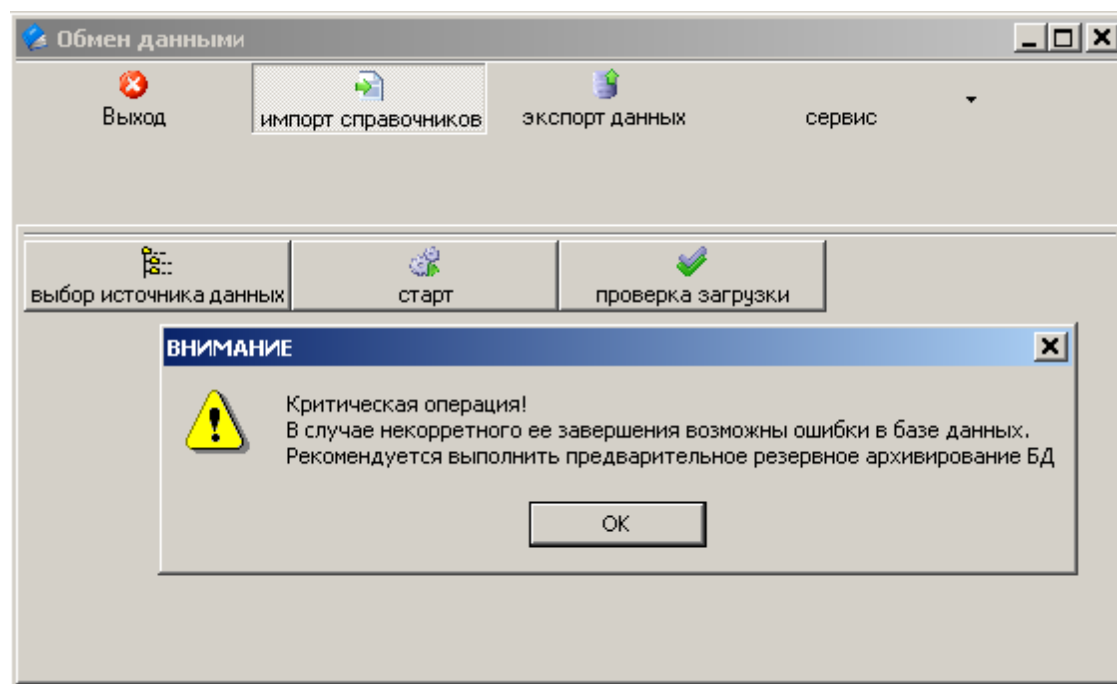 Обмен данными
Выход
импорт справочников
экспорт данных
сервис
выбор источника данных
старт
проверка загрузки
ВНИМАНИЕ
Критическая операция!
В случае некорретного ее завершения возможны ошибки в базе данных.
Рекомендуется выполнить предварительное резервное архивирование БД
ОК